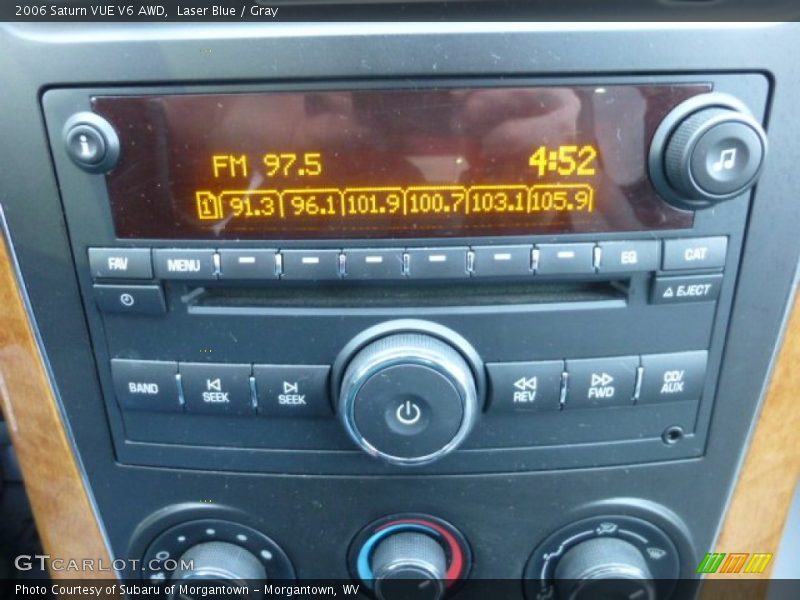 2006 Saturn VUE V6 AWD, Laser Blue / Gray
i
FM 97.5 4:52
1 91.3 96.1 101.9 100.7 103.1 105.9
FAV MENU EQ CAT
EJECT
BAND SEEK SEEK REV FWD CD/AUX
GTCARLOT.COM
Photo Courtesy of Subaru of Morgantown - Morgantown, WV